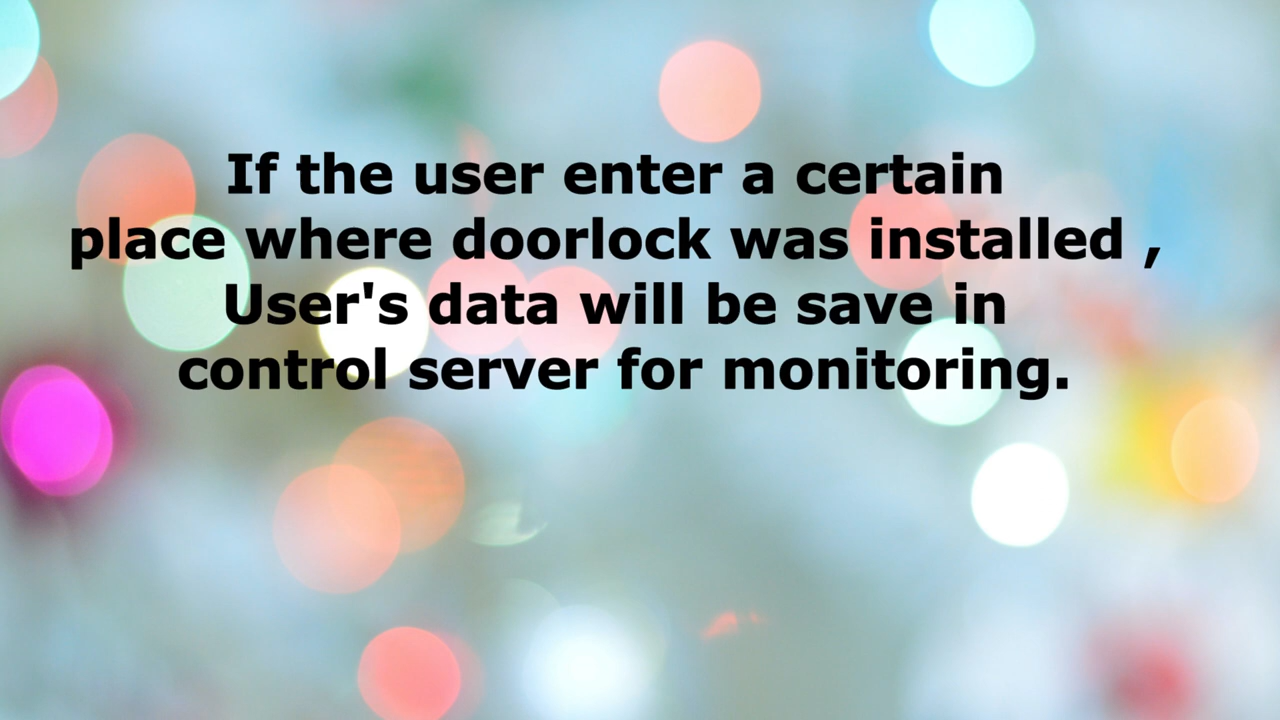 If the user enter a certain
place where doorlock was installed ,
User's data will be save in
control server for monitoring.